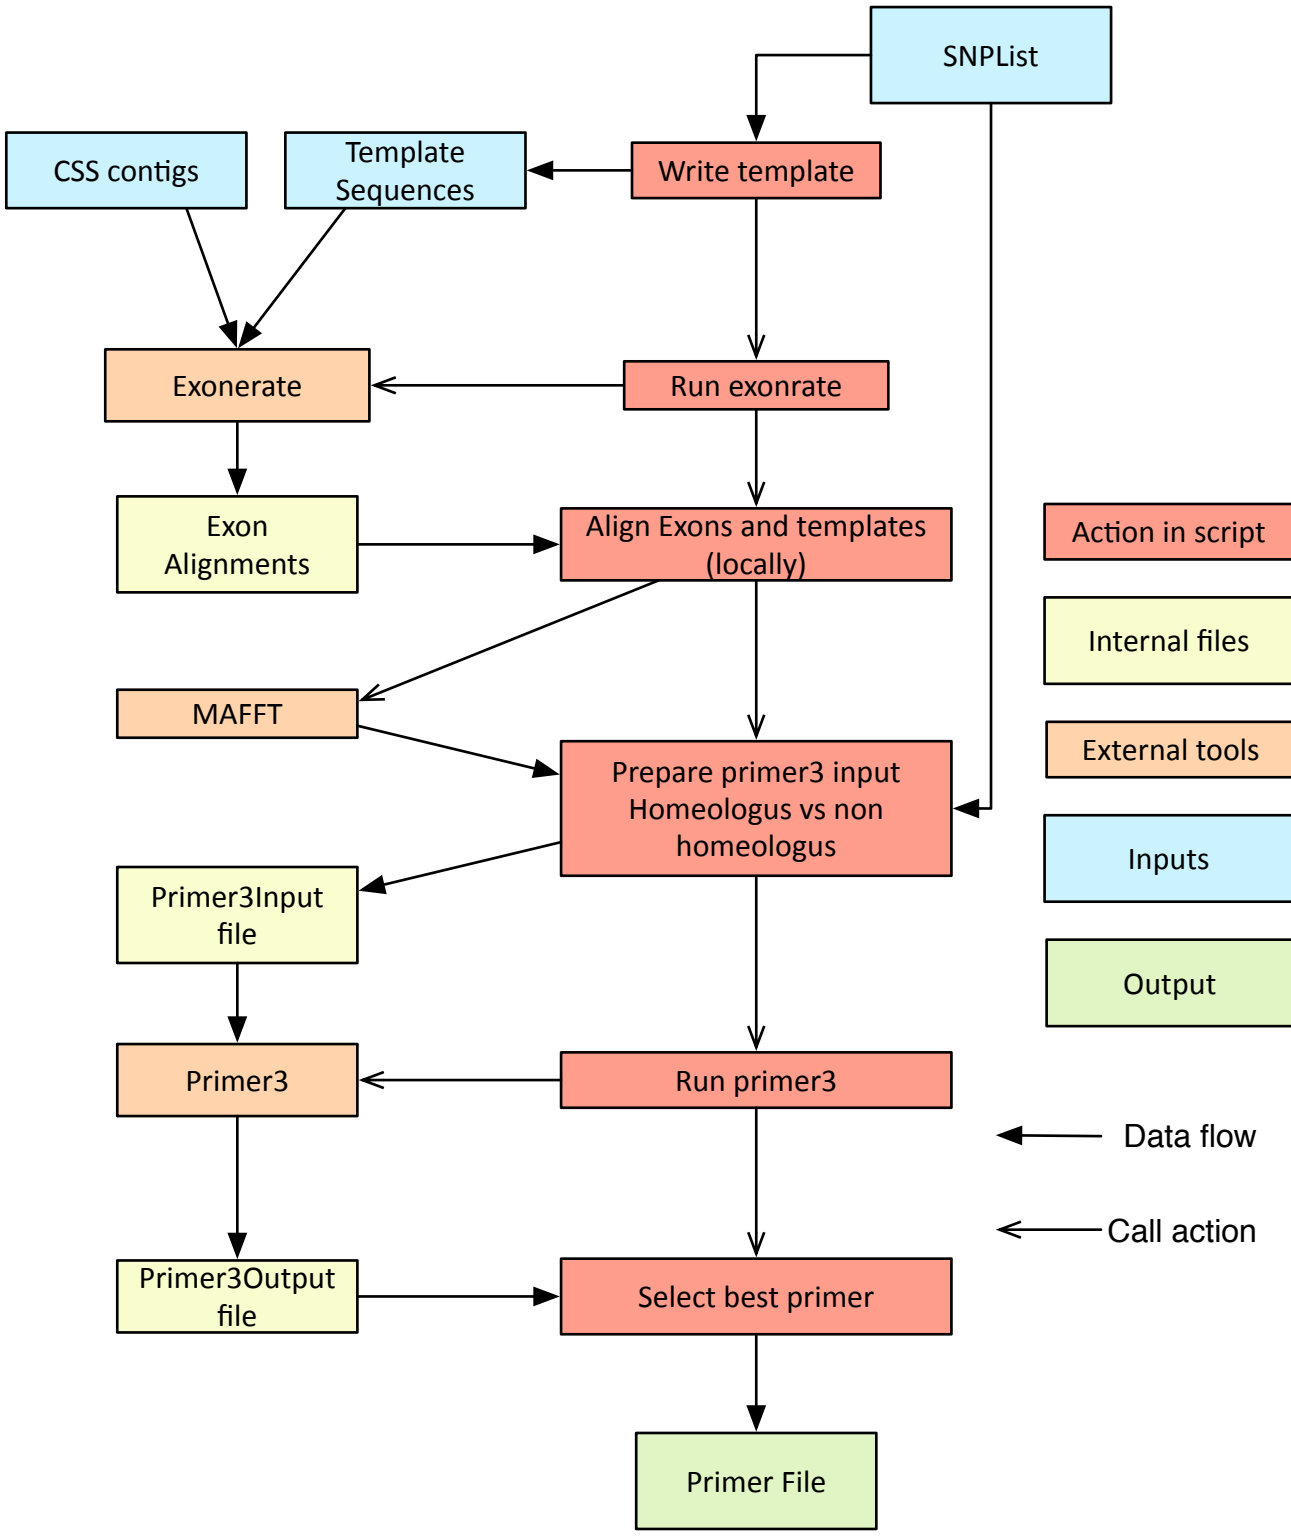 SNPList
CSS contigs
Template
Sequences
Write template
Exonerate
Run exonrate
Exon
Alignments
Align Exons and templates
(locally)
MAFFT
Prepare primer3 input
Homeologus vs non
homeologus
Primer3Input
file
Primer3
Run primer3
Primer3Output
file
Select best primer
Primer File
Action in script
Internal files
External tools
Inputs
Output
Data flow
Call action